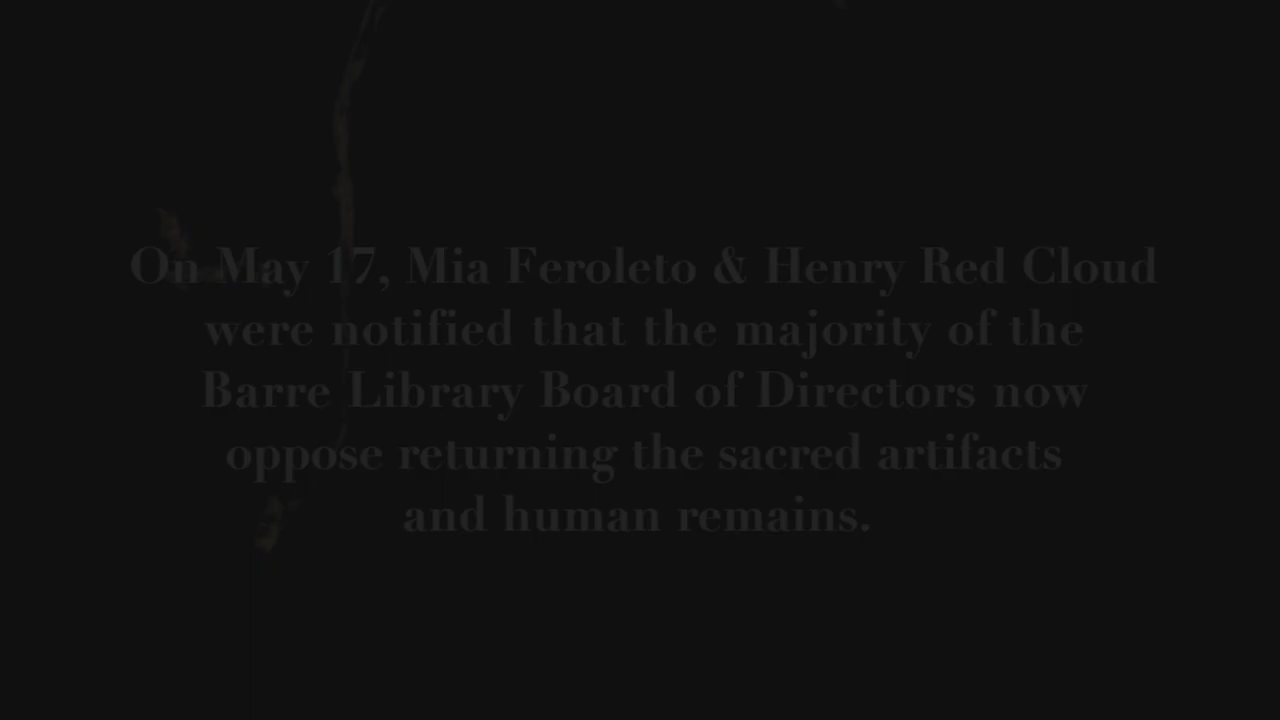 On May 17, Mia Feroleto & Henry Red Cloud
were notified that the majority of the
Barre Library Board of Directors now
oppose returning the sacred artifacts
and human remains.